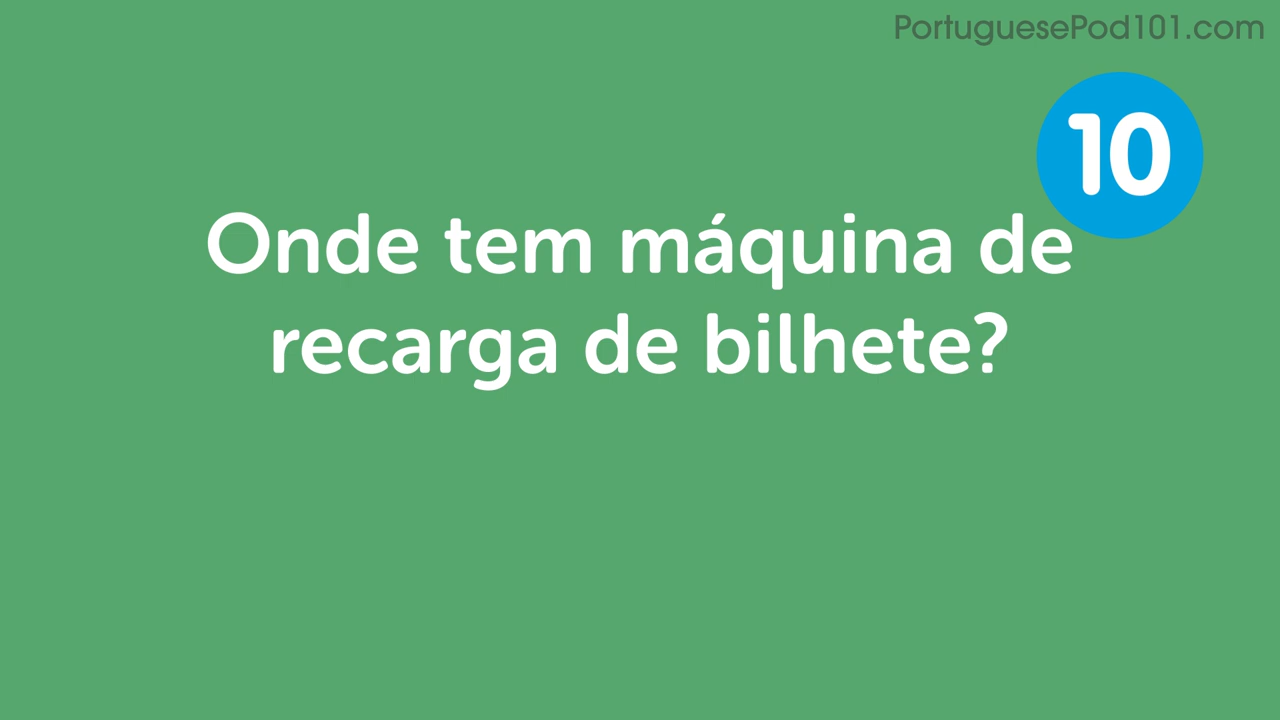 PortuguesePod101.com
10
Onde tem máquina de
recarga de bilhete?